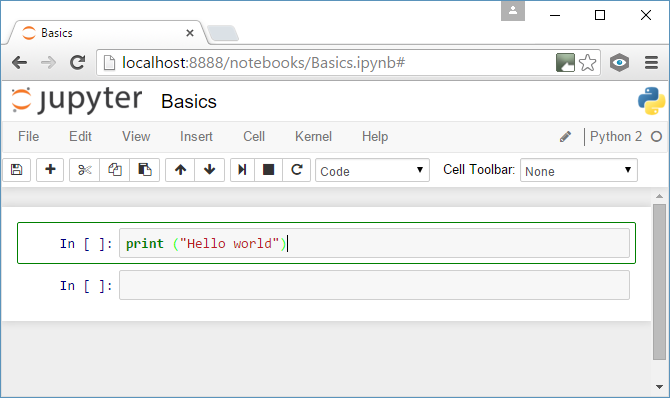 Basics
localhost:8888/notebooks/Basics.ipynb#
jupyter Basics
File Edit View Insert Cell Kernel Help Python 2
Code Cell Toolbar: None
In [ ]: print ("Hello world")
In [ ]: